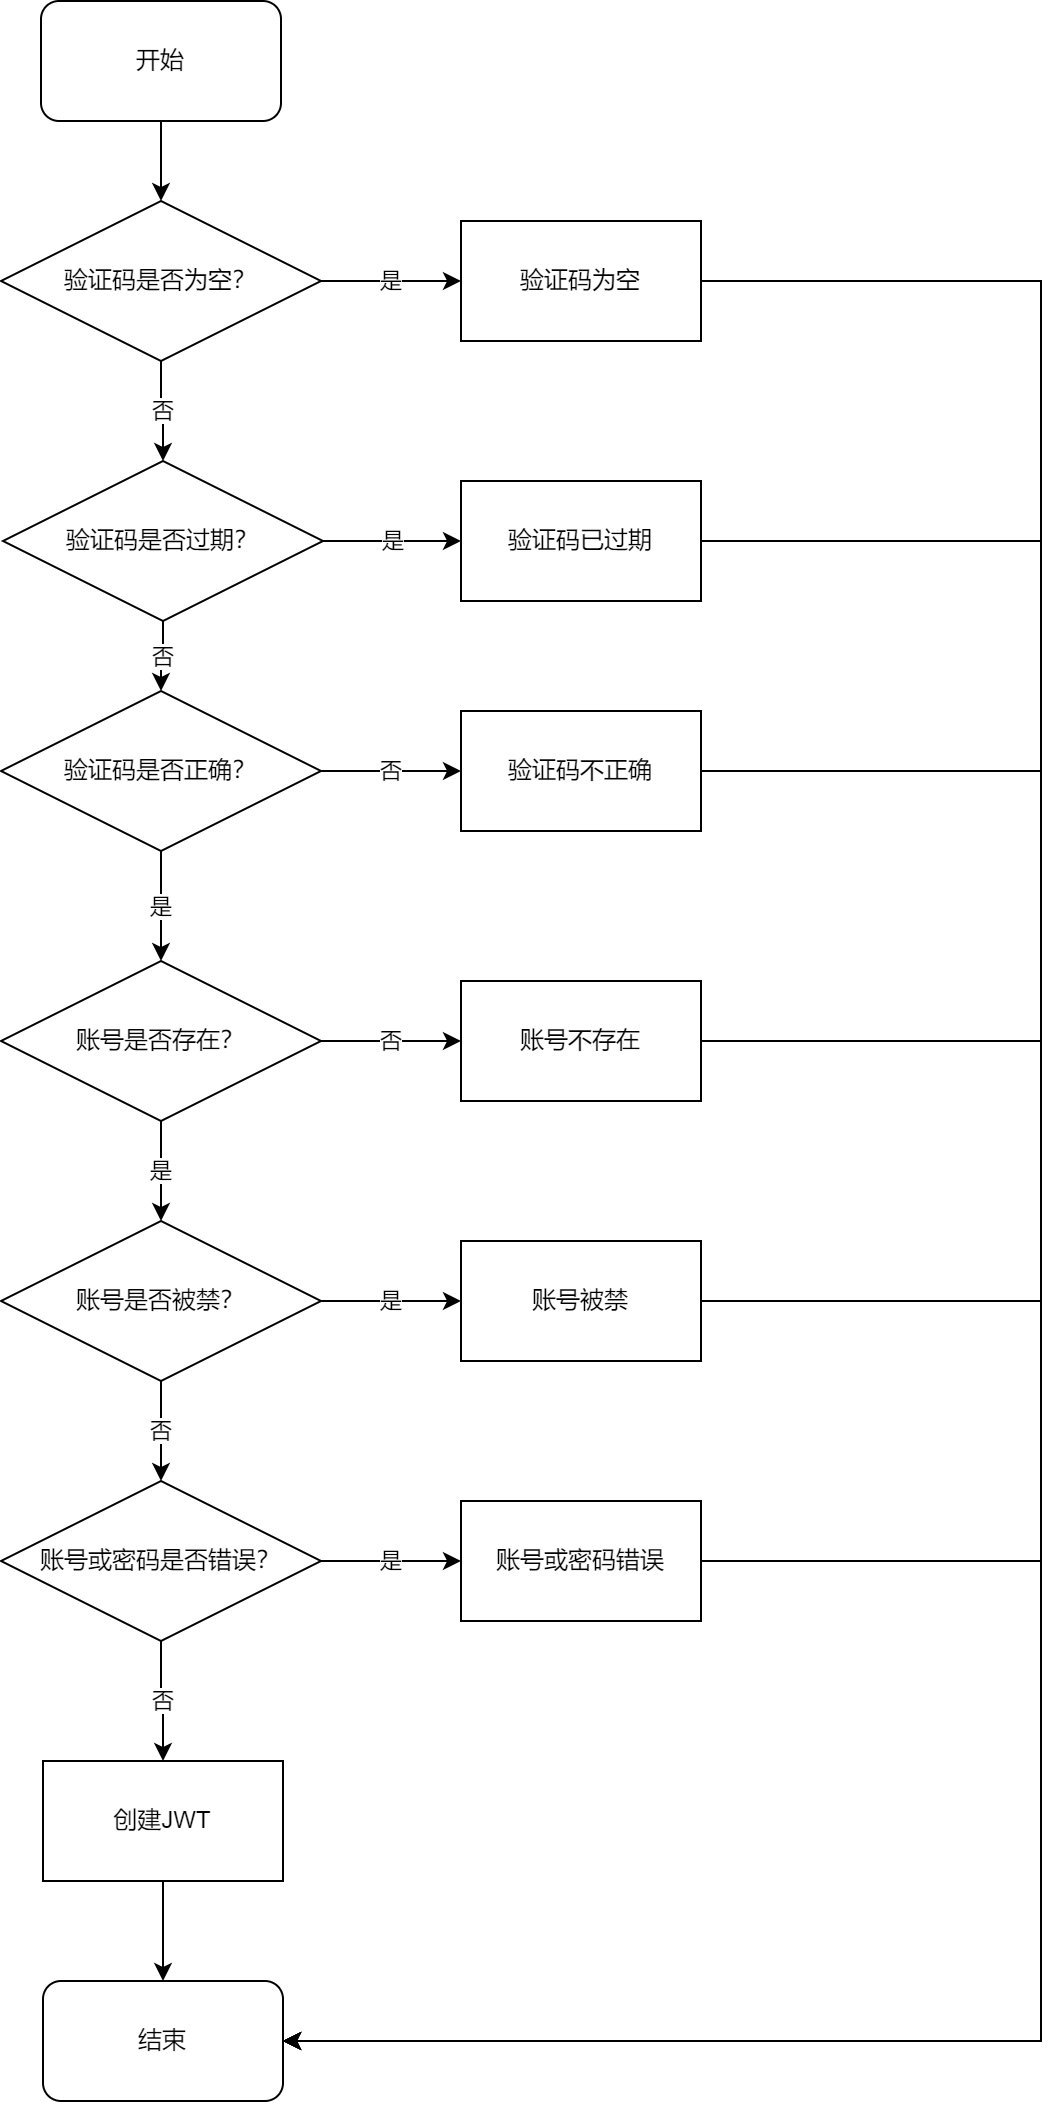 开始
验证码是否为空?
是
验证码为空
否
验证码是否过期?
是
验证码已过期
否
验证码是否正确?
否
验证码不正确
是
账号是否存在?
否
账号不存在
是
账号是否被禁?
是
账号被禁
否
账号或密码是否错误?
是
账号或密码错误
否
创建JWT
结束